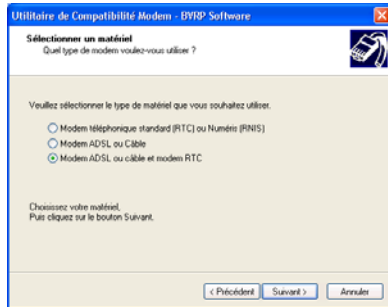 Utilitaire de Compatibilité Modem - BVRP Software
Sélectionner un matériel
Quel type de modem voulez-vous utiliser ?
Veuillez sélectionner le type de matériel que vous souhaitez utiliser.
Modem téléphonique standard (RTC) ou Numéris (RNIS)
Modem ADSL ou Câble
Modem ADSL ou câble et modem RTC
Choisissez votre matériel,
Puis cliquez sur le bouton Suivant.
< Précédent Suivant > Annuler